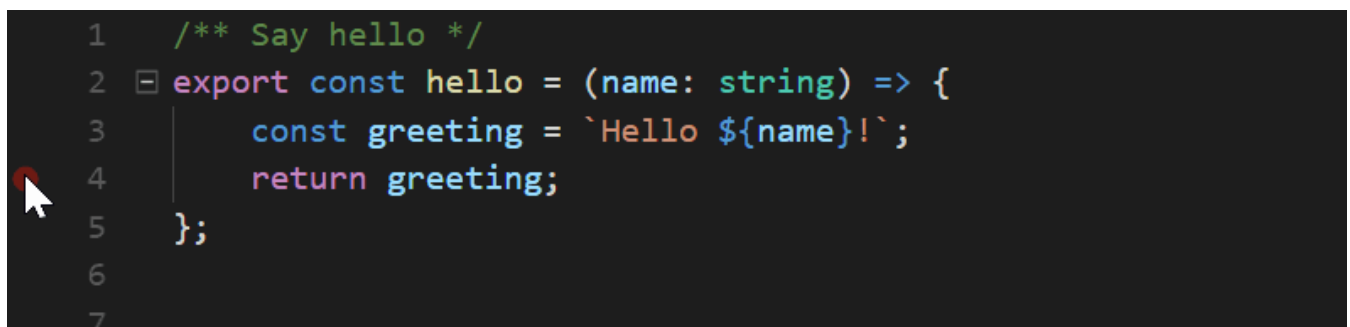 1 /** Say hello */
2 export const hello = (name: string) => {
3 const greeting = `Hello ${name}!`;
4 return greeting;
5 };
6
7